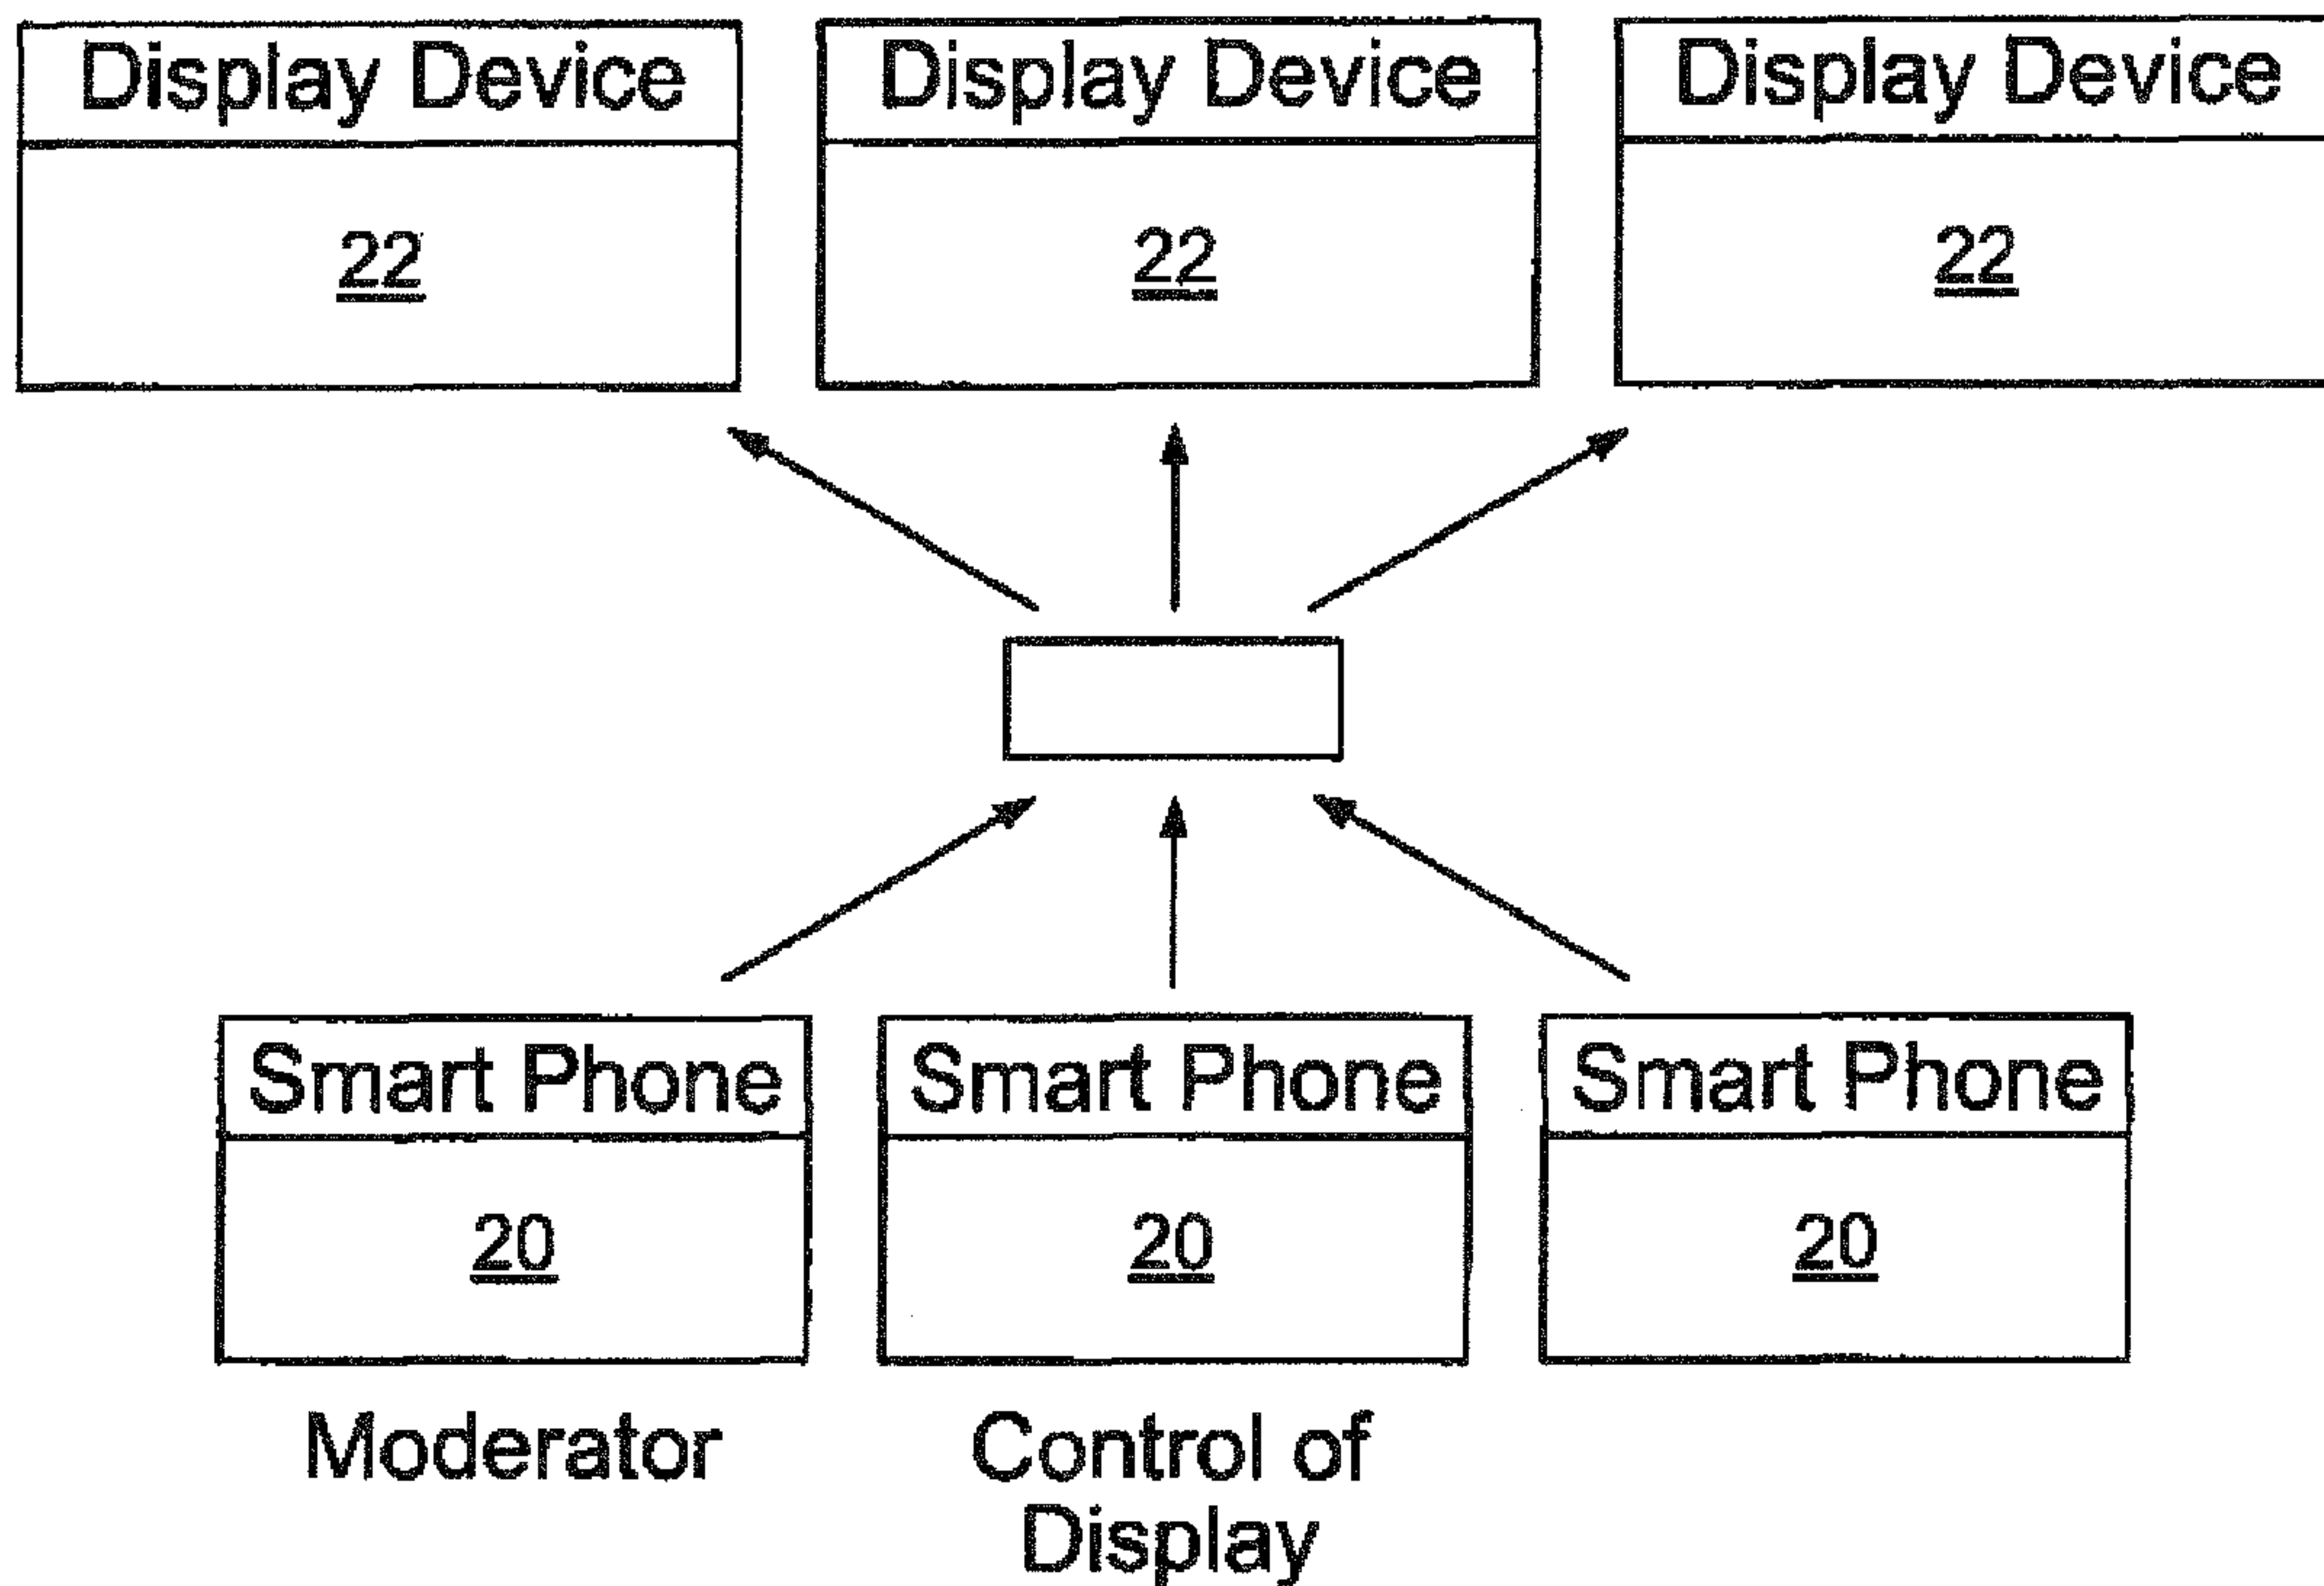 Display Device Display Device Display Device
22 22 22
Smart Phone Smart Phone Smart Phone
20 20 20
Moderator Control of
Display